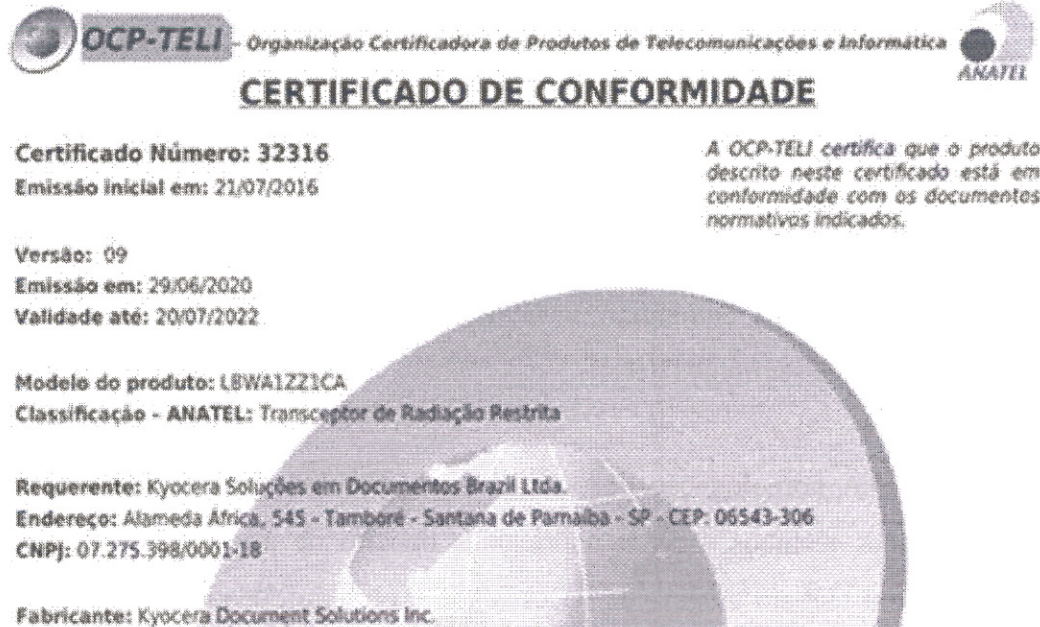 OCP-TELI - Organização Certificadora de Produtos de Telecomunicações e Informática
ANATEL
CERTIFICADO DE CONFORMIDADE
Certificado Número: 32316
Emissão inicial em: 21/07/2016
A OCP-TELI certifica que o produto
descrito neste certificado está em
conformidade com os documentos
normativos indicados.
Versão: 09
Emissão em: 29/06/2020
Validade até: 20/07/2022
Modelo do produto: LBWA1ZZ1CA
Classificação - ANATEL: Transceptor de Radiação Restrita
Requerente: Kyocera Soluções em Documentos Brazil Ltda.
Endereço: Alameda África, 545 - Tamboré - Santana de Parnaíba - SP - CEP: 06543-306
CNPJ: 07.275.398/0001-18
Fabricante: Kyocera Document Solutions Inc.